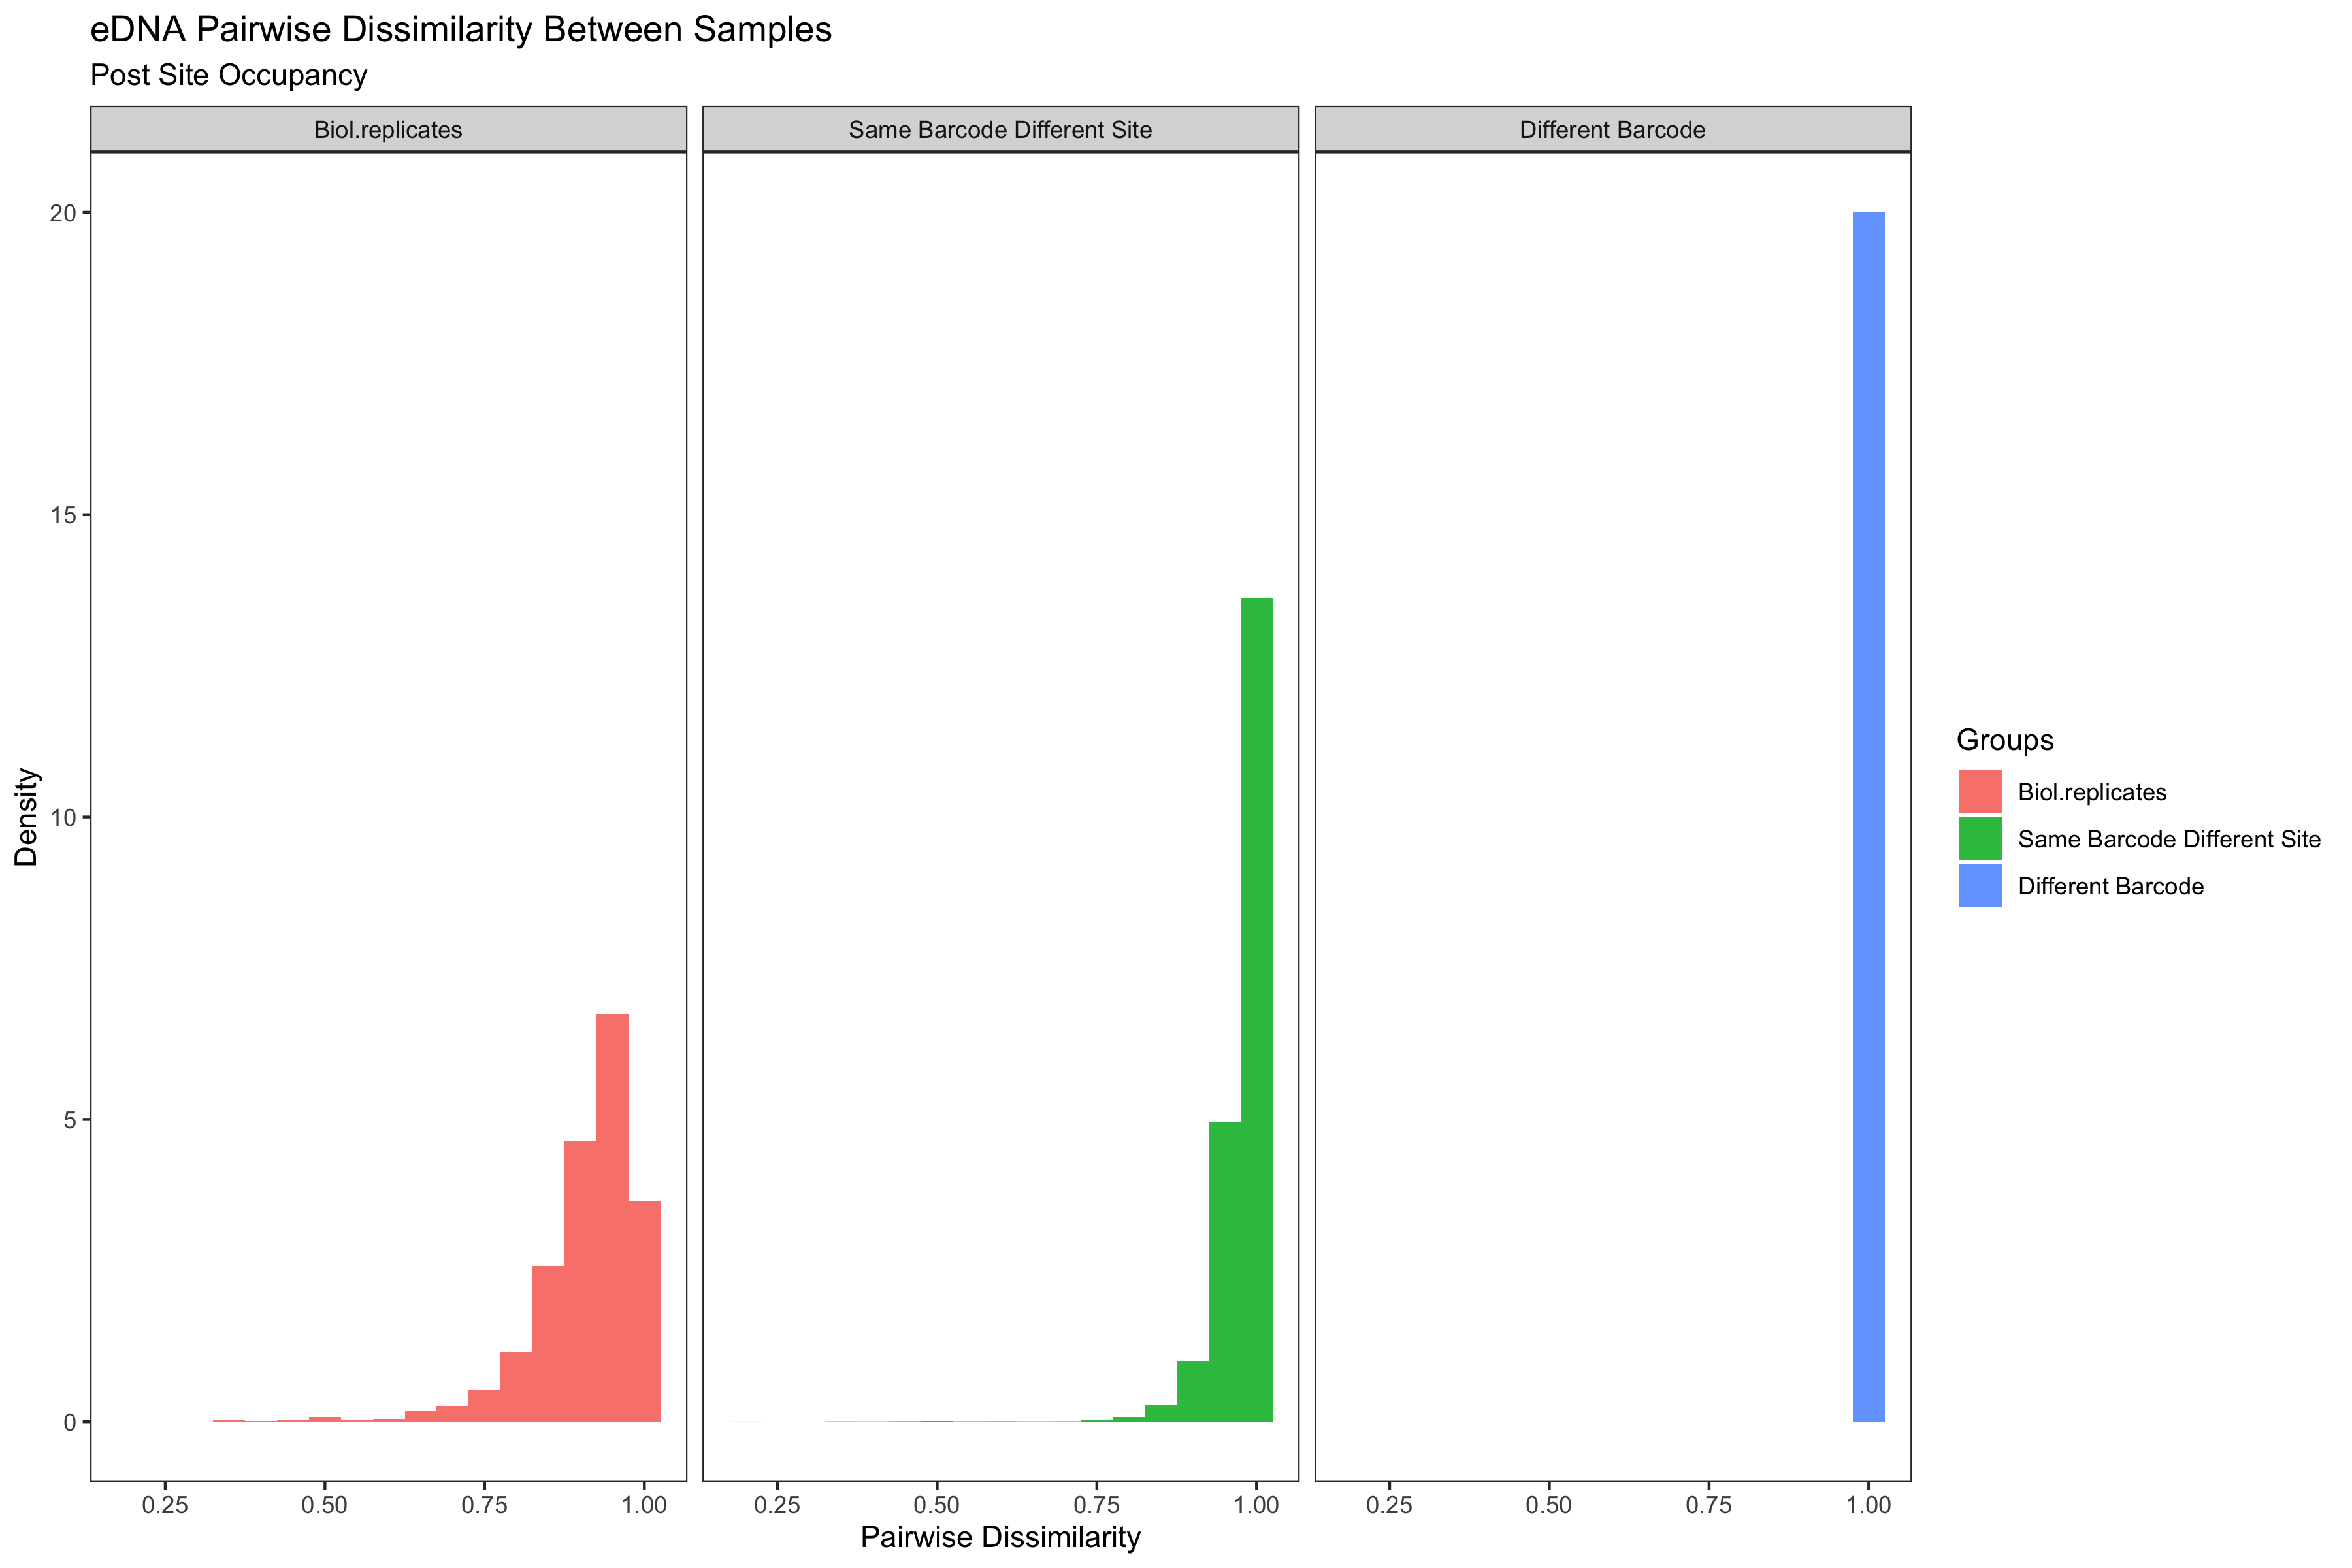 eDNA Pairwise Dissimilarity Between Samples
Post Site Occupancy
Biol.replicates
Same Barcode Different Site
Different Barcode
Density
20
15
10
5
0
0.25 0.50 0.75 1.00
0.25 0.50 0.75 1.00
0.25 0.50 0.75 1.00
Pairwise Dissimilarity
Groups
Biol.replicates
Same Barcode Different Site
Different Barcode